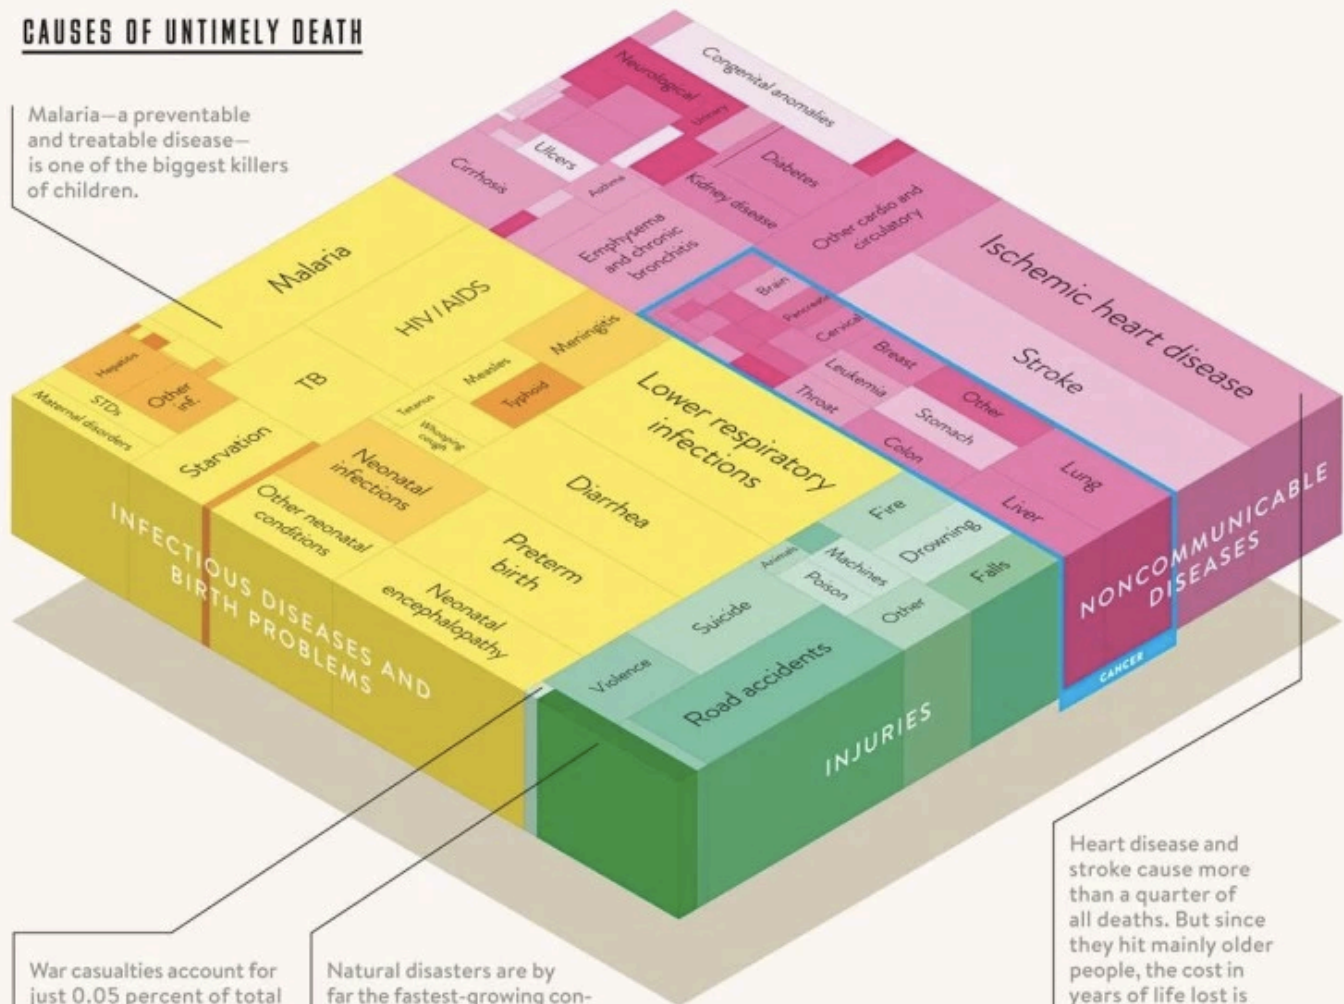 CAUSES OF UNTIMELY DEATH
Malaria—a preventable
and treatable disease—
is one of the biggest killers
of children.
Congenital anomalies
Neurological
Urinary
Ulcers
Cirrhosis
Asthma
Diabetes
Kidney disease
Other cardio and
circulatory
Emphysema
and chronic
bronchitis
Ischemic heart disease
Stroke
Brain
Pancreatic
Cervical
Breast
Leukemia
Other
Throat
Stomach
Colon
Lung
Liver
Malaria
HIV/AIDS
Meningitis
Measles
Typhoid
TB
Hepatitis
Other
inf.
STDs
Maternal disorders
Starvation
Tetanus
Whooping
cough
Lower respiratory
infections
Neonatal
infections
Other neonatal
conditions
Diarrhea
Preterm
birth
Neonatal
encephalopathy
Fire
Drowning
Animals
Machines
Poison
Falls
Suicide
Other
Violence
Road accidents
INFECTIOUS DISEASES AND
BIRTH PROBLEMS
INJURIES
NONCOMMUNICABLE
DISEASES
CANCER
War casualties account for
just 0.05 percent of total
Natural disasters are by
far the fastest-growing con-
Heart disease and
stroke cause more
than a quarter of
all deaths. But since
they hit mainly older
people, the cost in
years of life lost is